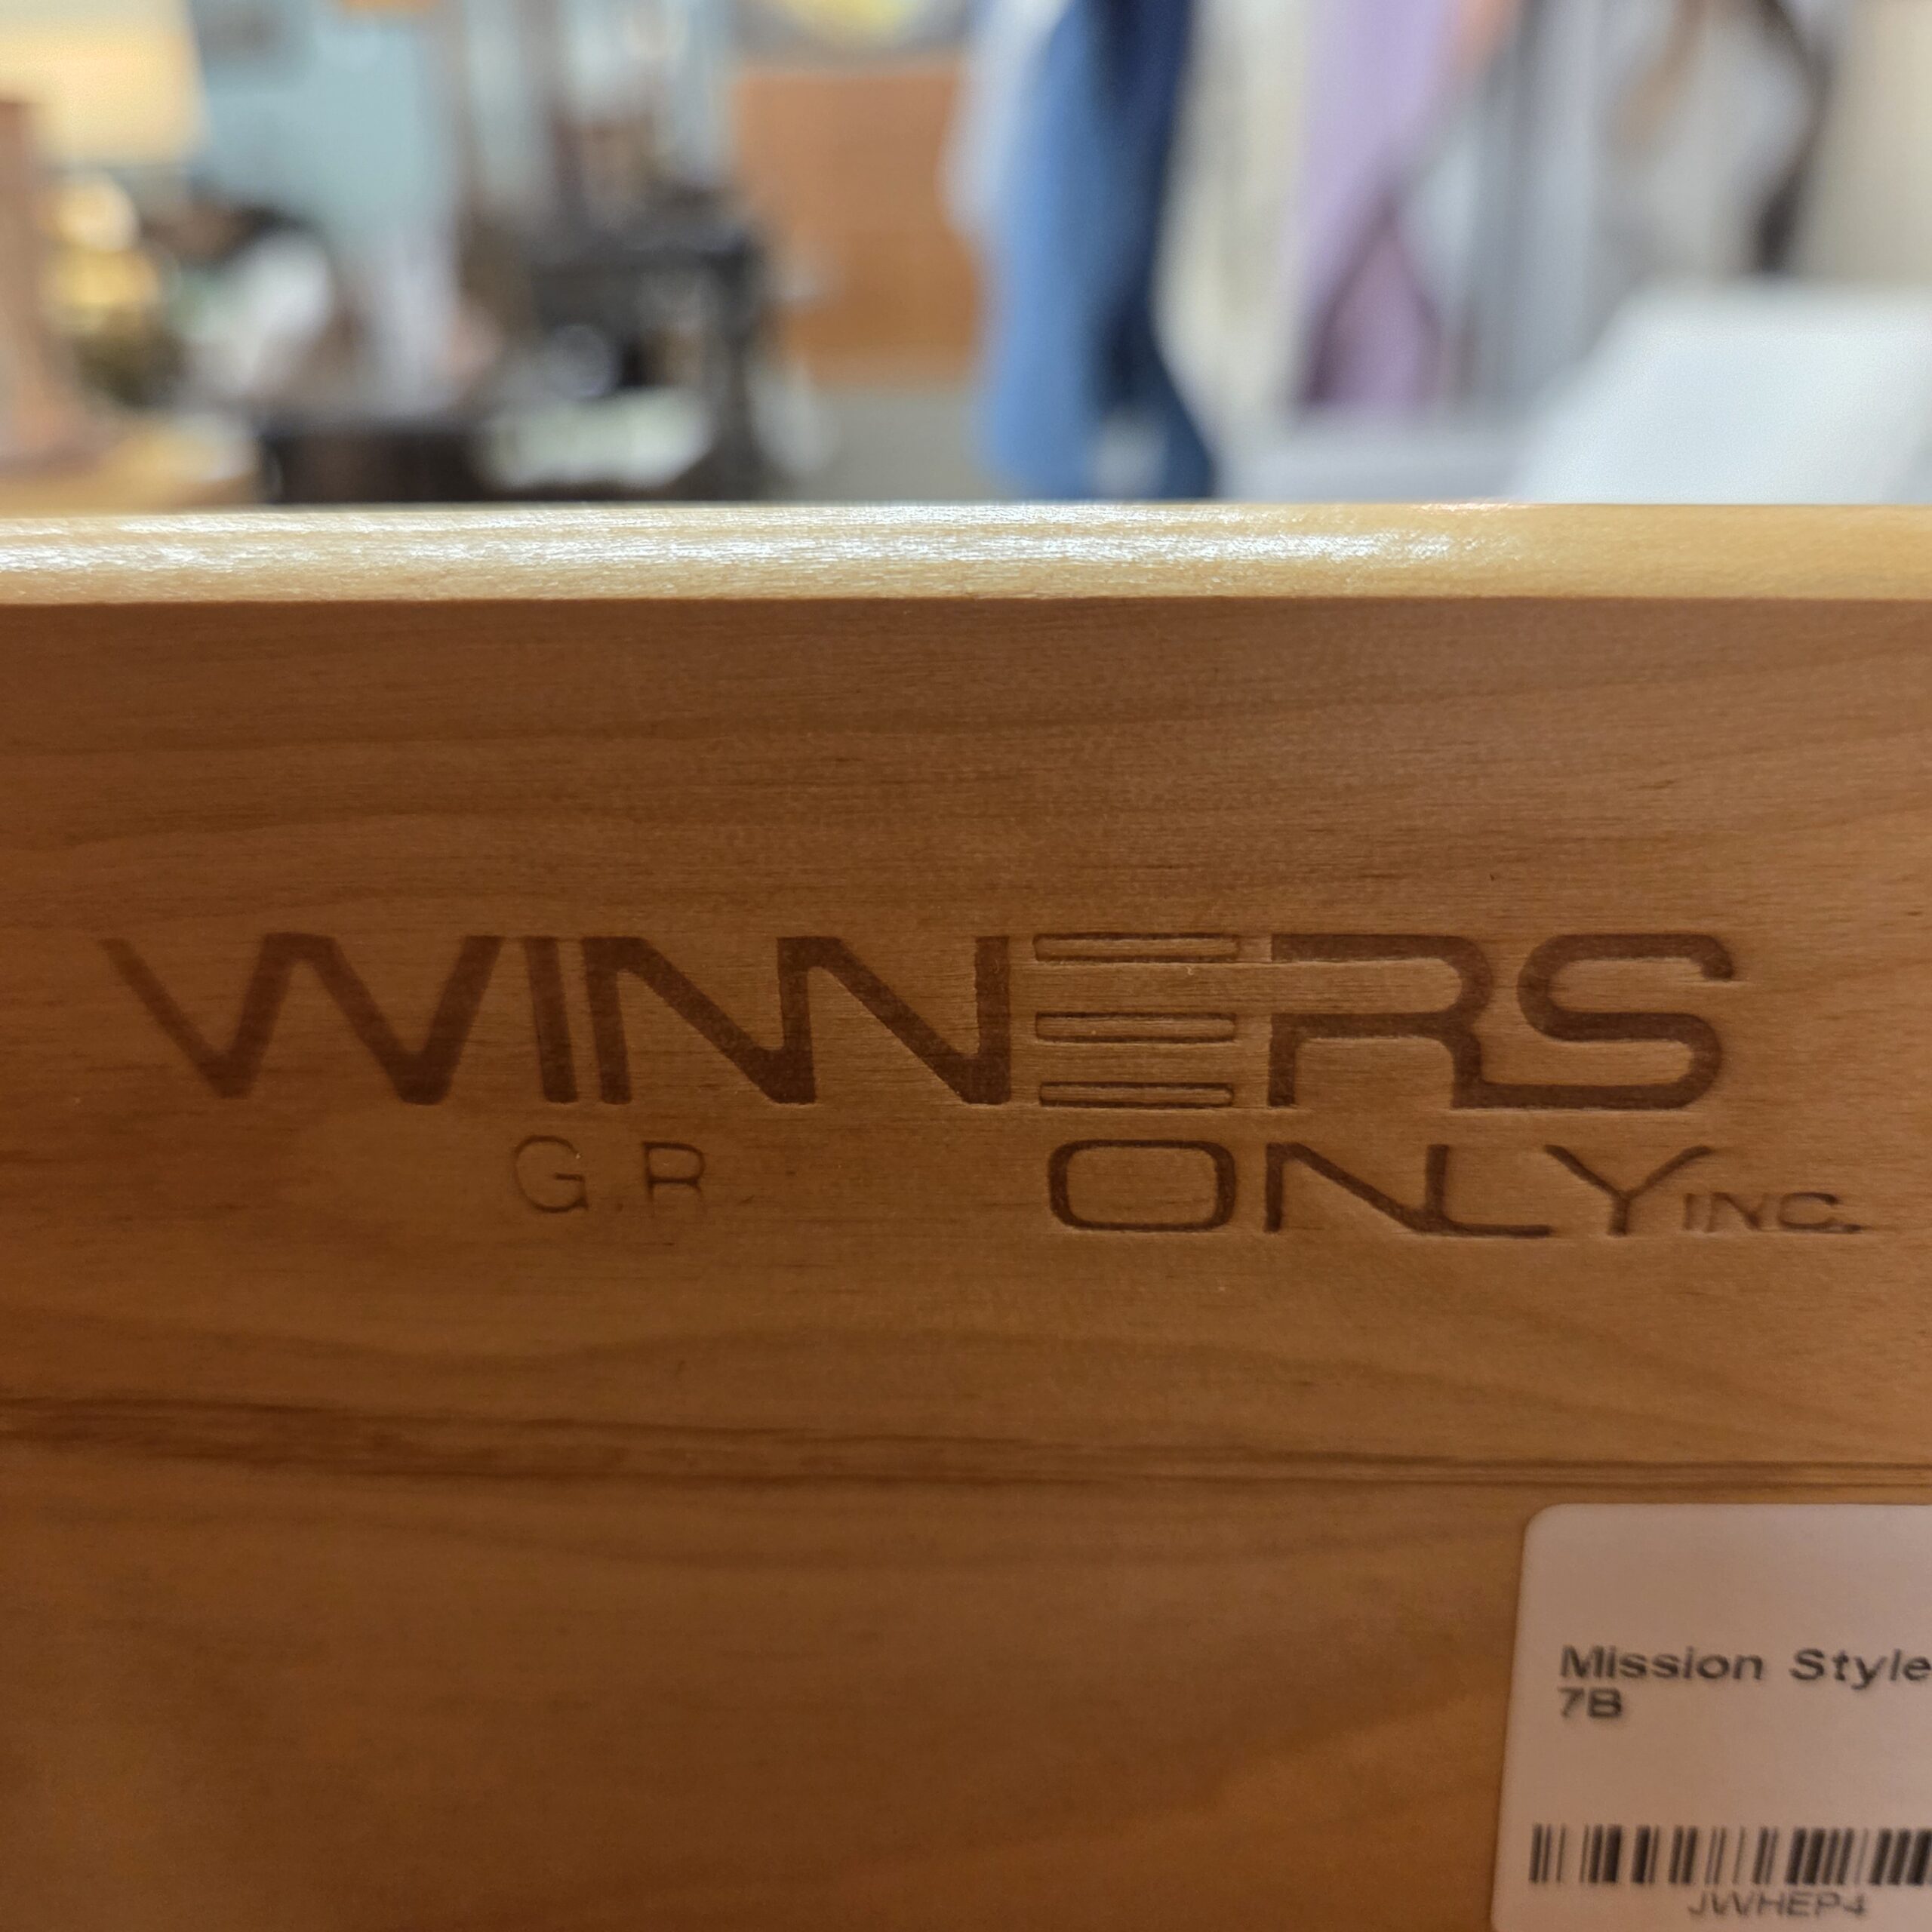 WINNERS
G.R. ONLY INC.
Mission Style
7B
JWHEP4